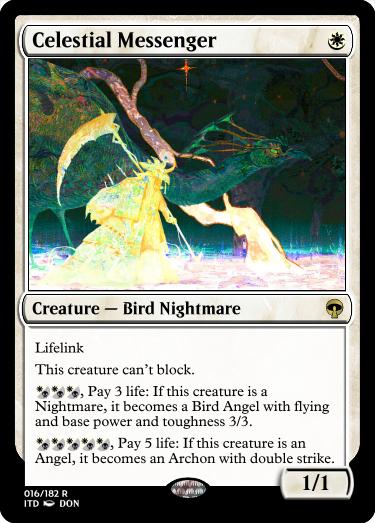 Celestial Messenger
Creature — Bird Nightmare
Lifelink
This creature can't block.
, Pay 3 life: If this creature is a
Nightmare, it becomes a Bird Angel with flying
and base power and toughness 3/3.
, Pay 5 life: If this creature is an
Angel, it becomes an Archon with double strike.
1/1
016/182 R
ITD DON